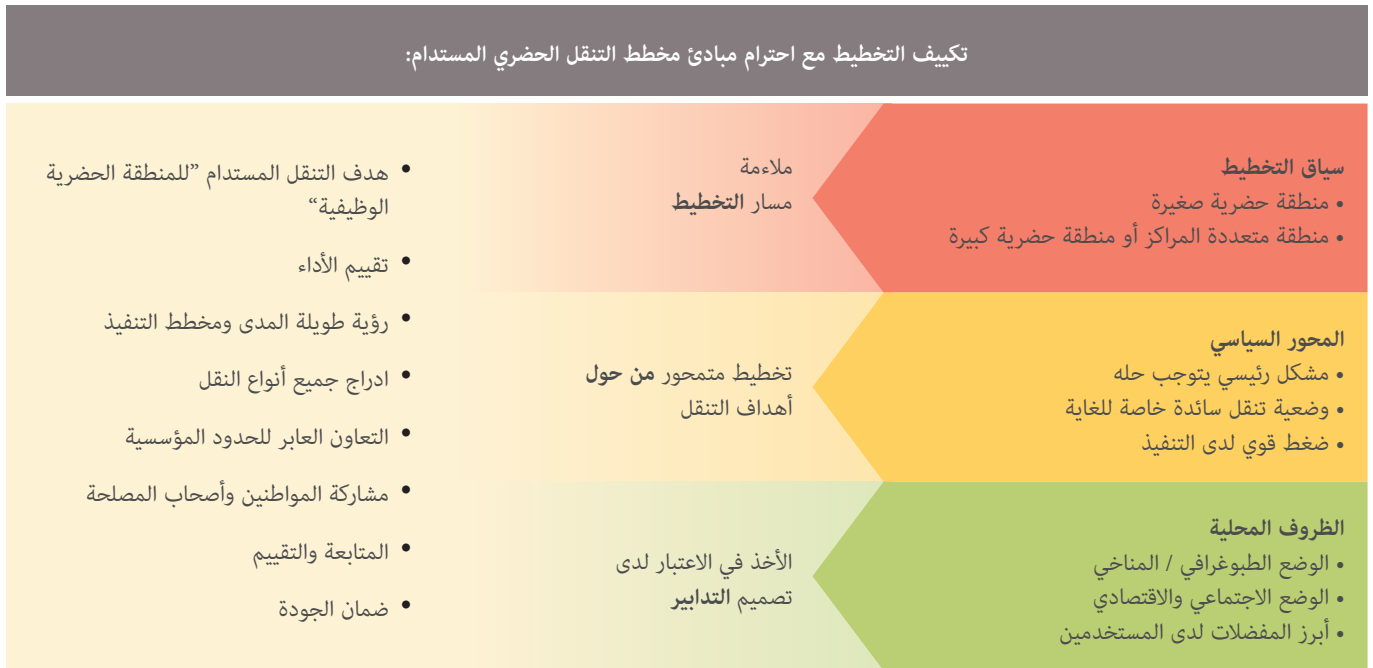 تكييف التخطيط مع احترام مبادئ مخطط التنقل الحضري المستدام:
سياق التخطيط
• منطقة حضرية صغيرة
• منطقة متعددة المراكز أو منطقة حضرية كبيرة
ملاءمة
مسار التخطيط
المحور السياسي
• مشكل رئيسي يتوجب حله
• وضعية تنقل سائدة خاصة للغاية
• ضغط قوي لدى التنفيذ
تخطيط متمحور من حول
أهداف التنقل
الظروف المحلية
• الوضع الطبوغرافي / المناخي
• الوضع الاجتماعي والاقتصادي
• أبرز المفضلات لدى المستخدمين
الأخذ في الاعتبار لدى
تصميم التدابير
• هدف التنقل المستدام ”للمنطقة الحضرية
الوظيفية“
• تقييم الأداء
• رؤية طويلة المدى ومخطط التنفيذ
• ادراج جميع أنواع النقل
• التعاون العابر للحدود المؤسسية
• مشاركة المواطنين وأصحاب المصلحة
• المتابعة والتقييم
• ضمان الجودة